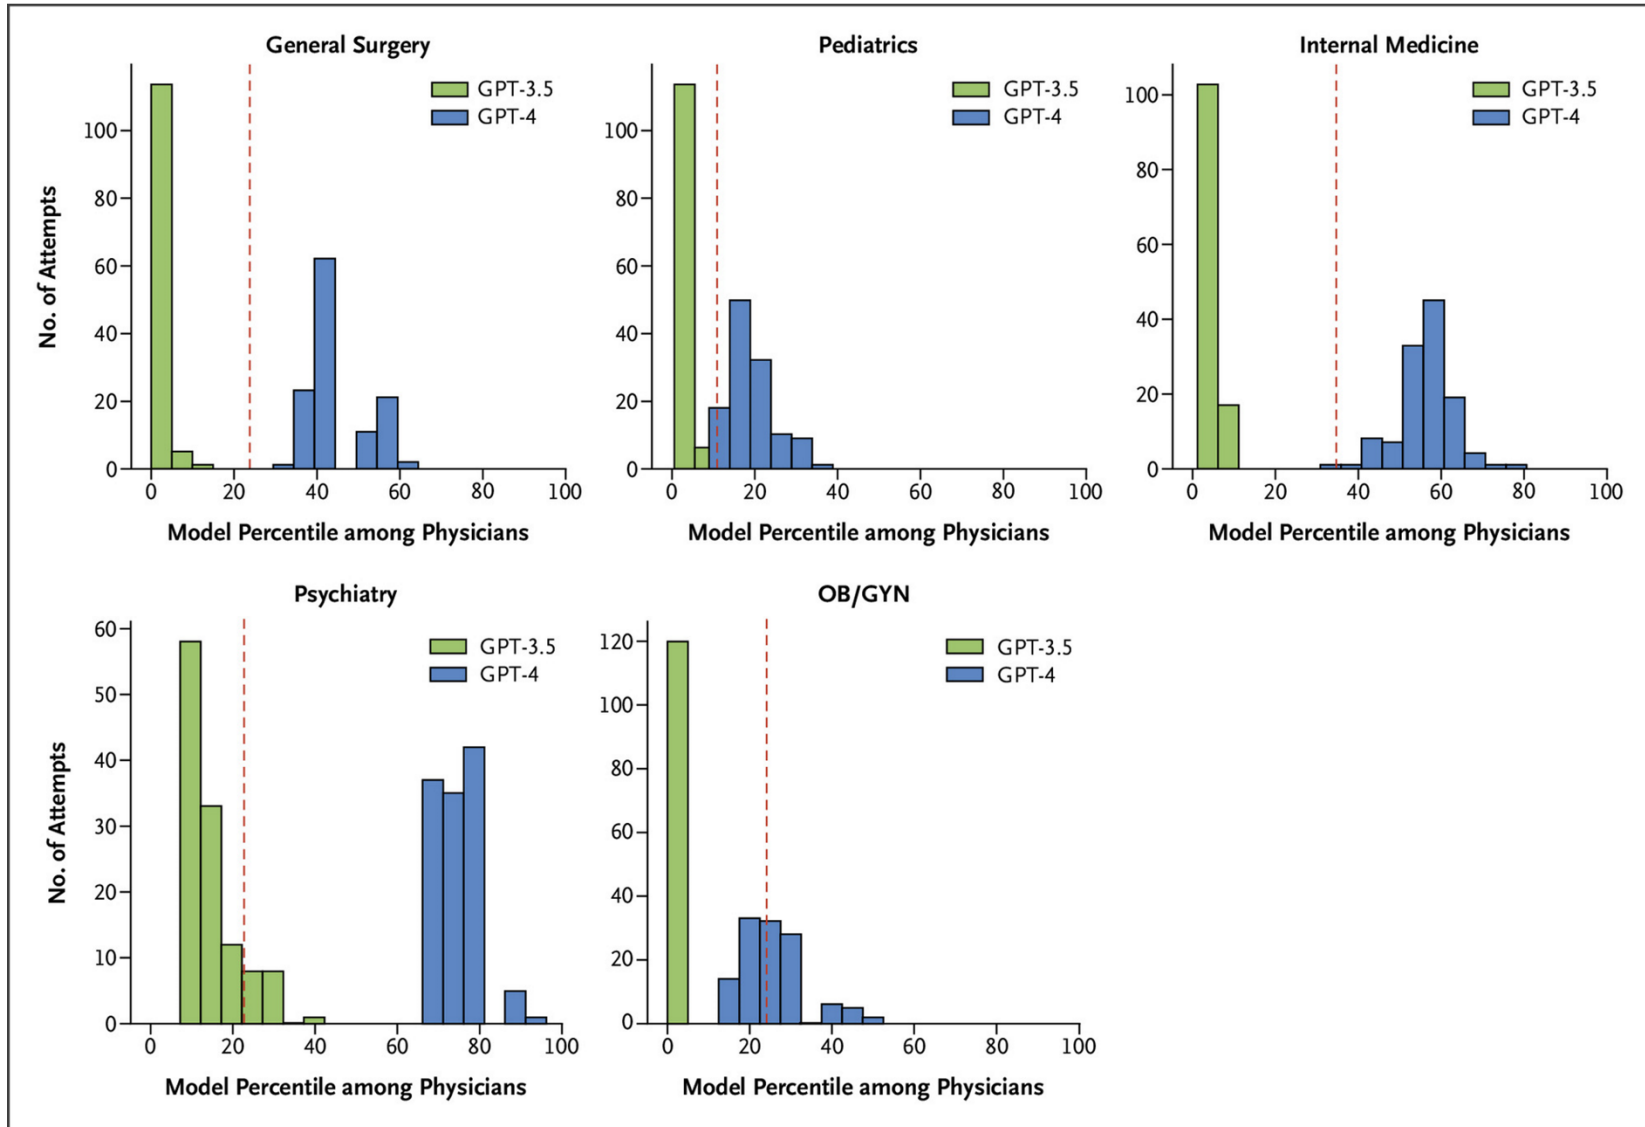 General Surgery
GPT-3.5
GPT-4
No. of Attempts
100
80
60
40
20
0
0 20 40 60 80 100
Model Percentile among Physicians
Pediatrics
GPT-3.5
GPT-4
100
80
60
40
20
0
0 20 40 60 80 100
Model Percentile among Physicians
Internal Medicine
GPT-3.5
GPT-4
100
80
60
40
20
0
0 20 40 60 80 100
Model Percentile among Physicians
Psychiatry
GPT-3.5
GPT-4
No. of Attempts
60
50
40
30
20
10
0
0 20 40 60 80 100
Model Percentile among Physicians
OB/GYN
GPT-3.5
GPT-4
120
100
80
60
40
20
0
0 20 40 60 80 100
Model Percentile among Physicians